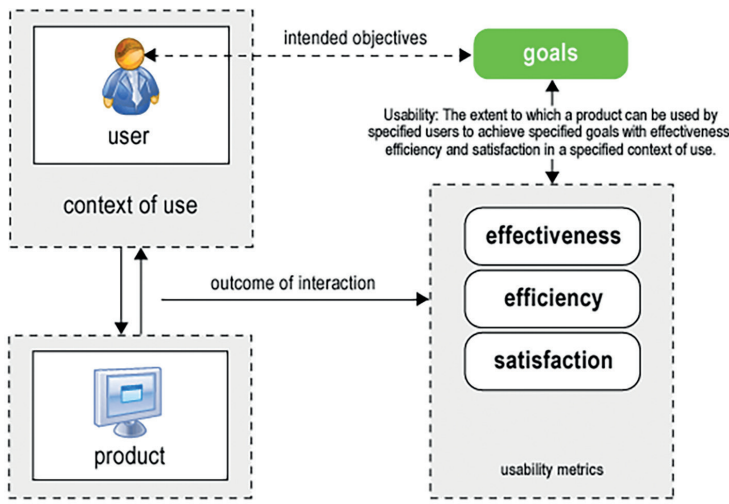 intended objectives
goals
user
context of use
Usability: The extent to which a product can be used by
specified users to achieve specified goals with effectiveness
efficiency and satisfaction in a specified context of use.
effectiveness
outcome of interaction
efficiency
satisfaction
product
usability metrics